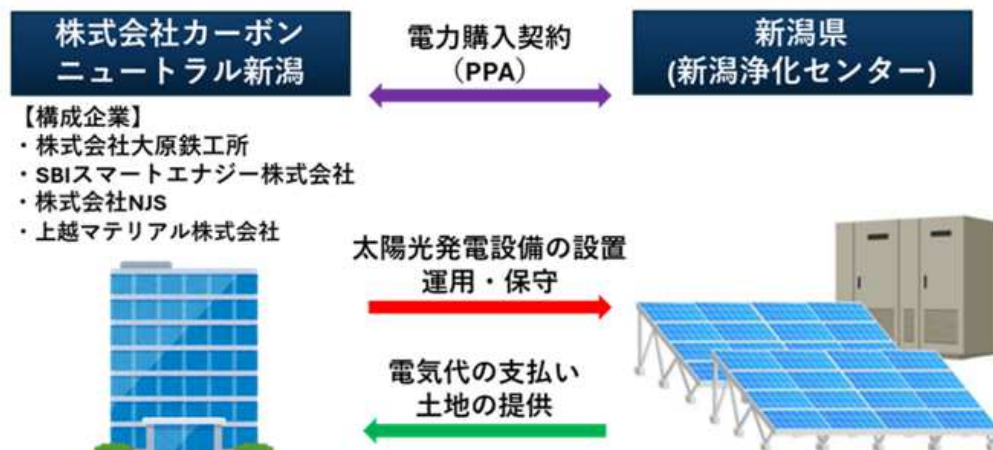 株式会社カーボン
ニュートラル新潟
電力購入契約
（PPA）
新潟県
(新潟浄化センター)
【構成企業】
・株式会社大原鉄工所
・SBIスマートエナジー株式会社
・株式会社NJS
・上越マテリアル株式会社
太陽光発電設備の設置
運用・保守
電気代の支払い
土地の提供